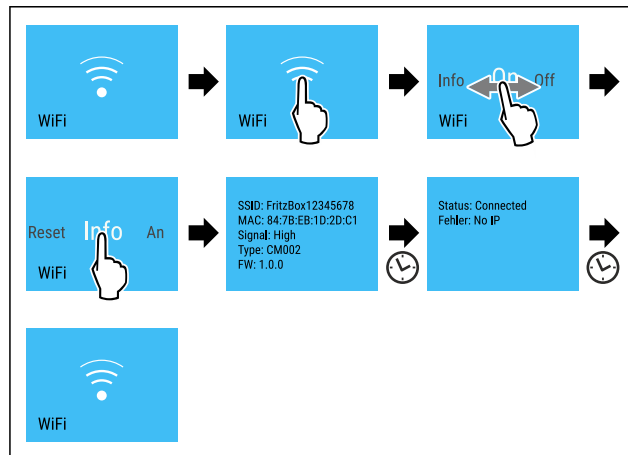 WiFi
WiFi
Info On Off
WiFi
Reset Info An
WiFi
SSID: FritzBox12345678
MAC: 84:7B:EB:1D:2D:C1
Signal: High
Type: CM002
FW: 1.0.0
Status: Connected
Fehler: No IP
WiFi